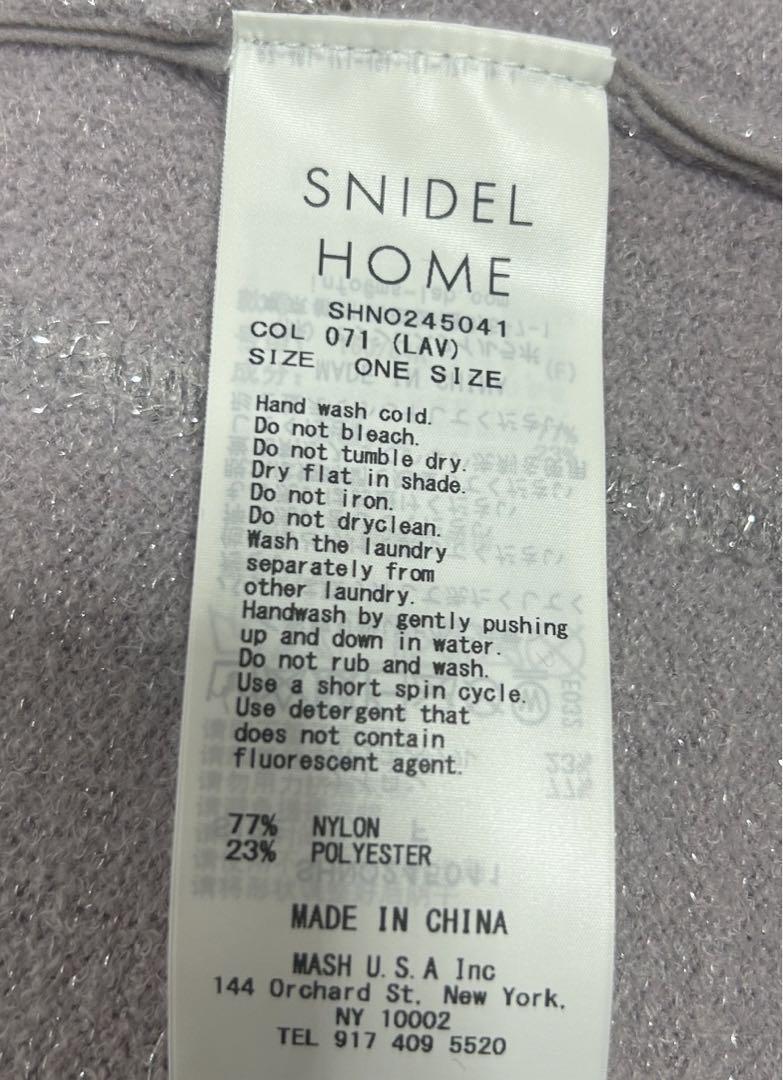 SNIDEL
HOME
SHNO245041
COL 071 (LAV)
SIZE ONE SIZE
Hand wash cold.
Do not bleach.
Do not tumble dry.
Dry flat in shade.
Do not iron.
Do not dryclean.
Wash the laundry
separately from
other laundry.
Handwash by gently pushing
up and down in water.
Do not rub and wash.
Use a short spin cycle.
Use detergent that
does not contain
fluorescent agent.
77% NYLON
23% POLYESTER
MADE IN CHINA
MASH U.S.A Inc
144 Orchard St, New York,
NY 10002
TEL 917 409 5520